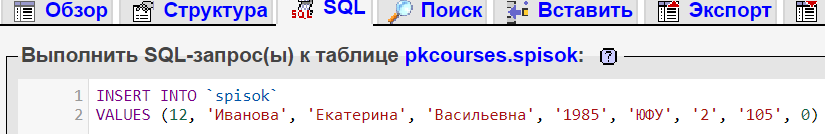 Обзор Структура SQL Поиск Вставить Экспорт
Выполнить SQL-запрос(ы) к таблице pkcourses.spisok:
1 INSERT INTO `spisok`
2 VALUES (12, 'Иванова', 'Екатерина', 'Васильевна', '1985', 'ЮФУ', '2', '105', 0)